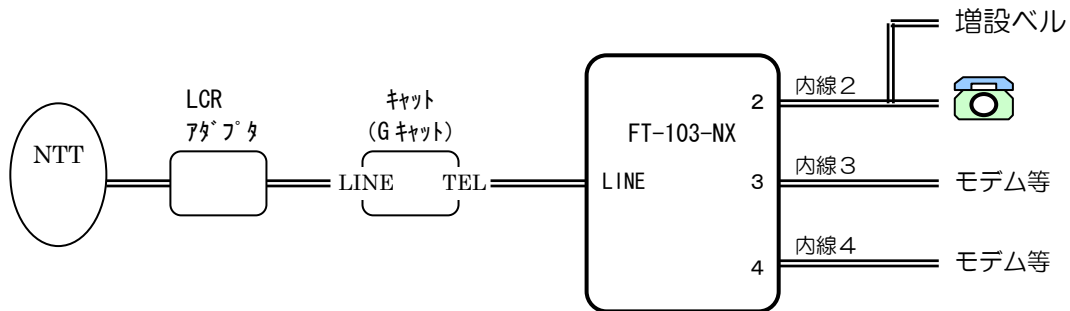 増設ベル
LCR
ｱﾀﾞﾌﾟﾀ
ｷｬｯﾄ
(Gｷｬｯﾄ)
内線２
2
FT-103-NX
NTT
LINE
TEL
LINE
内線３
3
モデム等
内線４
4
モデム等